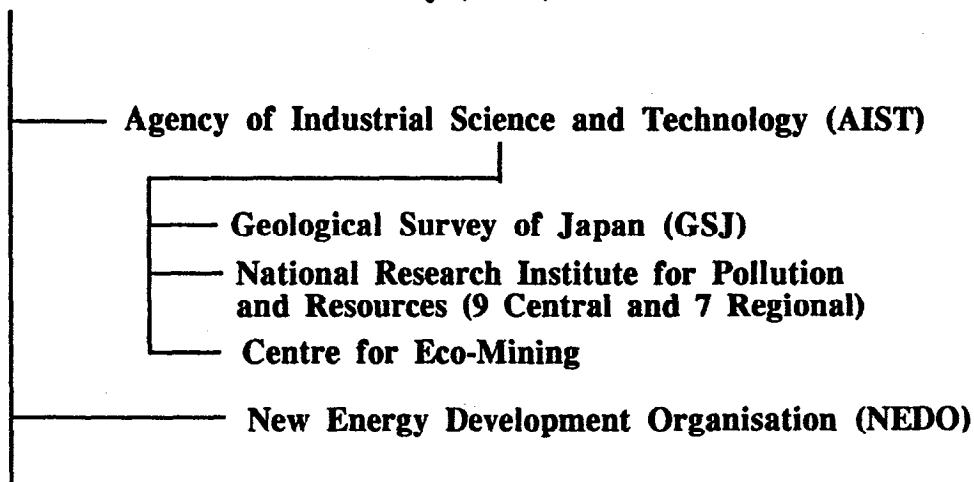 Agency of Industrial Science and Technology (AIST)
Geological Survey of Japan (GSJ)
National Research Institute for Pollution
and Resources (9 Central and 7 Regional)
Centre for Eco-Mining
New Energy Development Organisation (NEDO)